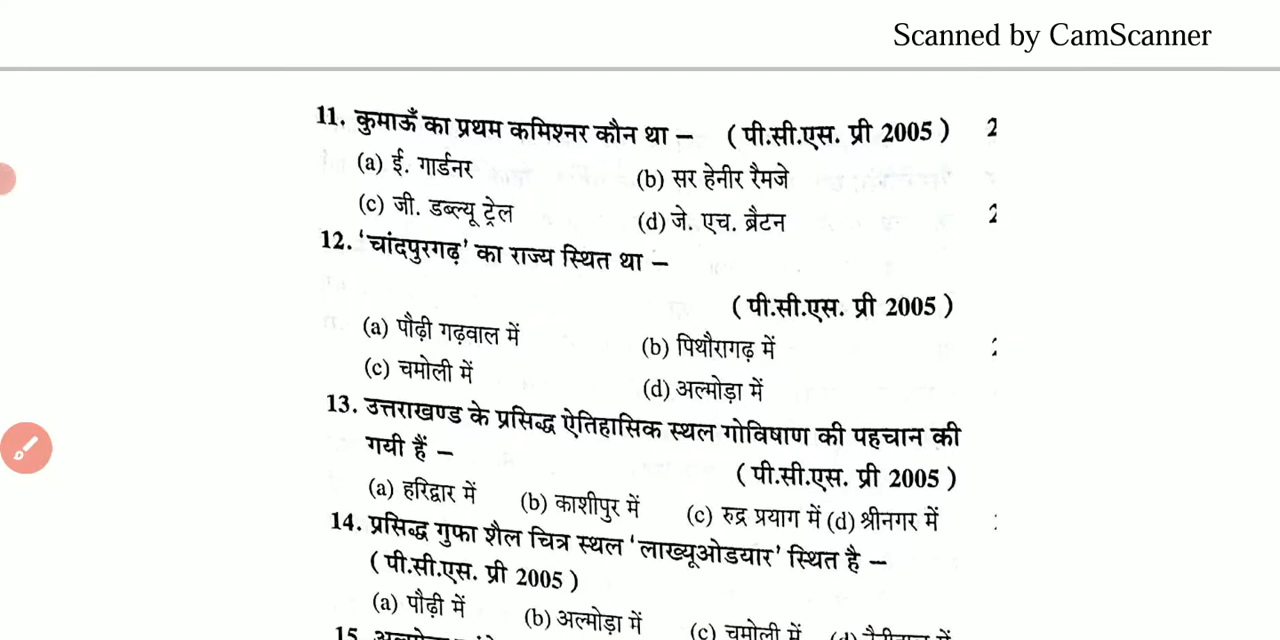 Scanned by CamScanner
11. कुमाऊँ का प्रथम कमिश्नर कौन था – ( पी.सी.एस. प्री 2005 )
(a) ई. गार्डनर (b) सर हेनीर रैमजे
(c) जी. डब्ल्यू ट्रेल (d) जे. एच. ब्रैटन
12. ‘चांदपुरगढ़’ का राज्य स्थित था –
( पी.सी.एस. प्री 2005 )
(a) पौढ़ी गढ़वाल में (b) पिथौरागढ़ में
(c) चमोली में (d) अल्मोड़ा में
13. उत्तराखण्ड के प्रसिद्ध ऐतिहासिक स्थल गोविषाण की पहचान की
गयी हैं – ( पी.सी.एस. प्री 2005 )
(a) हरिद्वार में (b) काशीपुर में (c) रुद्र प्रयाग में (d) श्रीनगर में
14. प्रसिद्ध गुफा शैल चित्र स्थल ‘लाख्यूओडयार’ स्थित है –
( पी.सी.एस. प्री 2005 )
(a) पौढ़ी में (b) अल्मोड़ा में (c) चमोली में
15.